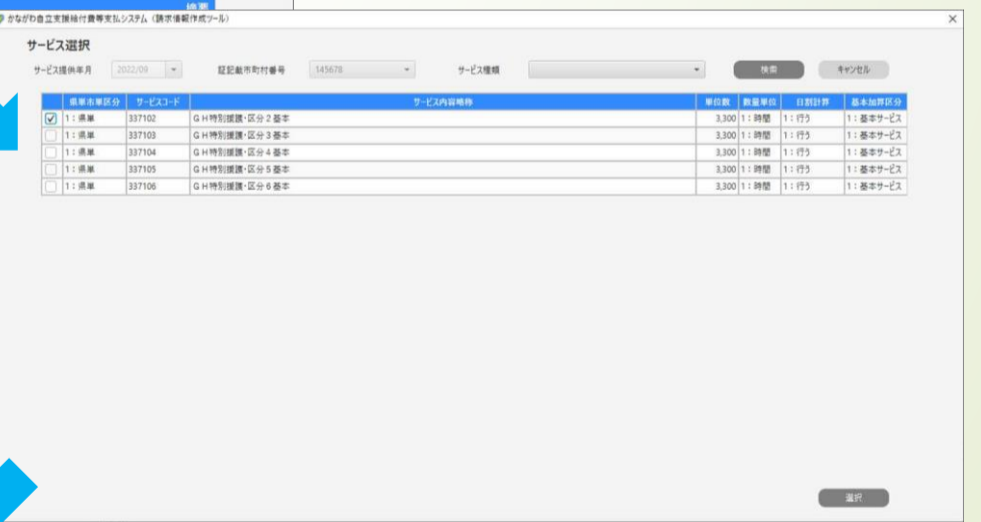 摘要
かながわ自立支援給付費等支払システム（請求情報作成ツール）
サービス選択
サービス提供年月 2022/09 証記載市町村番号 145678 サービス種類 検索 キャンセル
県単市単区分 サービスコード サービス内容略称 単位数 数量単位 日割計算 基本加算区分
1：県単 337102 ＧＨ特別援護・区分２基本 3,300 1：時間 1：行う 1：基本サービス
1：県単 337103 ＧＨ特別援護・区分３基本 3,300 1：時間 1：行う 1：基本サービス
1：県単 337104 ＧＨ特別援護・区分４基本 3,300 1：時間 1：行う 1：基本サービス
1：県単 337105 ＧＨ特別援護・区分５基本 3,300 1：時間 1：行う 1：基本サービス
1：県単 337106 ＧＨ特別援護・区分６基本 3,300 1：時間 1：行う 1：基本サービス
選択